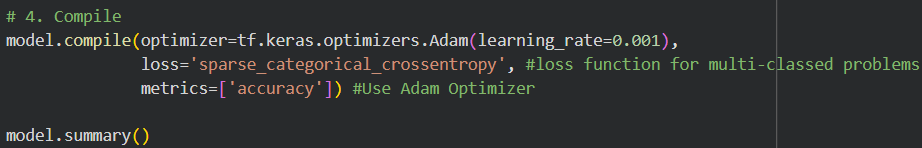 # 4. Compile
model.compile(optimizer=tf.keras.optimizers.Adam(learning_rate=0.001),
loss='sparse_categorical_crossentropy', #loss function for multi-classed problems
metrics=['accuracy']) #Use Adam Optimizer
model.summary()